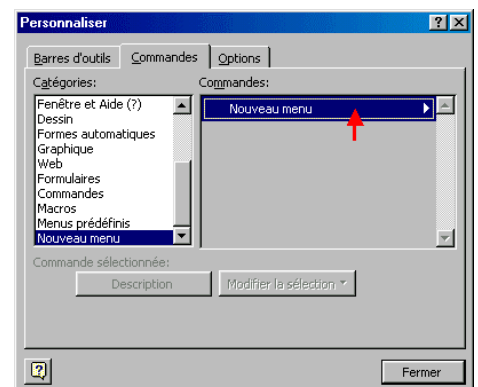 Personnaliser
Barres d'outils Commandes Options
Catégories: Commandes:
Fenêtre et Aide (?)
Dessin
Formes automatiques
Graphique
Web
Formulaires
Commandes
Macros
Menus prédéfinis
Nouveau menu
Nouveau menu
Commande sélectionnée:
Description Modifier la sélection
Fermer